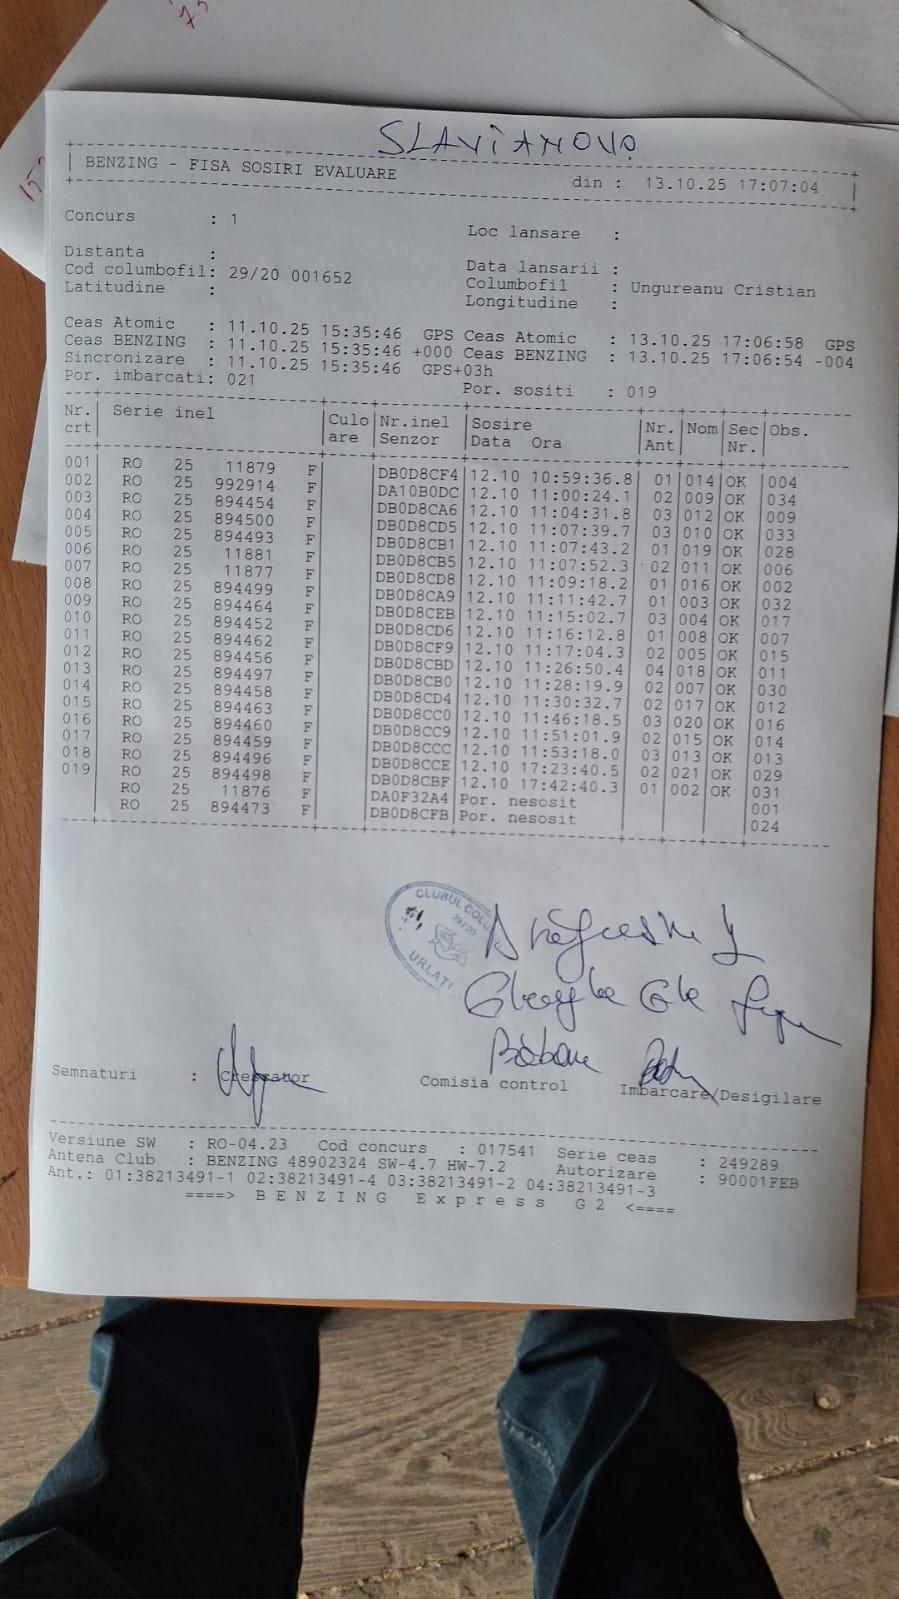 SLAVIANOVO
BENZING - FISA SOSIRI EVALUARE din : 13.10.25 17:07:04
Concurs : 1 Loc lansare :
Distanta : Data lansarii :
Cod columbofil: 29/20 001652 Columbofil : Ungureanu Cristian
Latitudine : Longitudine :
Ceas Atomic : 11.10.25 15:35:46 GPS Ceas Atomic : 13.10.25 17:06:58 GPS
Ceas BENZING : 11.10.25 15:35:46 +000 Ceas BENZING : 13.10.25 17:06:54 -004
Sincronizare : 11.10.25 15:35:46 GPS+03h
Por. imbarcati: 021 Por. sositi : 019
Nr. Serie inel Culo Nr.inel Sosire Nr. Nom Sec Obs.
crt are Senzor Data Ora Ant Nr.
001 RO 25 11879 F DB0D8CF4 12.10 10:59:36.8 01 014 OK 004
002 RO 25 992914 F DA10B0DC 12.10 11:00:24.1 02 009 OK 034
003 RO 25 894454 F DB0D8CA6 12.10 11:04:31.8 03 012 OK 009
004 RO 25 894500 F DB0D8CD5 12.10 11:07:39.7 03 010 OK 033
005 RO 25 894493 F DB0D8CB1 12.10 11:07:43.2 01 019 OK 028
006 RO 25 11881 F DB0D8CB5 12.10 11:07:52.3 02 011 OK 006
007 RO 25 11877 F DB0D8CD8 12.10 11:09:18.2 01 016 OK 002
008 RO 25 894499 F DB0D8CA9 12.10 11:11:42.7 01 003 OK 032
009 RO 25 894464 F DB0D8CEB 12.10 11:15:02.7 03 004 OK 017
010 RO 25 894452 F DB0D8CD6 12.10 11:16:12.8 01 008 OK 007
011 RO 25 894462 F DB0D8CF9 12.10 11:17:04.3 02 005 OK 015
012 RO 25 894456 F DB0D8CBD 12.10 11:26:50.4 04 018 OK 011
013 RO 25 894497 F DB0D8CB0 12.10 11:28:19.9 02 007 OK 030
014 RO 25 894458 F DB0D8CD4 12.10 11:30:32.7 02 017 OK 012
015 RO 25 894463 F DB0D8CC0 12.10 11:46:18.5 03 020 OK 016
016 RO 25 894460 F DB0D8CC9 12.10 11:51:01.9 02 015 OK 014
017 RO 25 894459 F DB0D8CCC 12.10 11:53:18.0 03 013 OK 013
018 RO 25 894496 F DB0D8CCE 12.10 17:23:40.5 02 021 OK 029
019 RO 25 894498 F DB0D8CBF 12.10 17:42:40.3 01 002 OK 031
RO 25 11876 F DA0F32A4 Por. nesosit 001
RO 25 894473 F DB0D8CFB Por. nesosit 024
CLUBUL
29/20
URLATI
Semnaturi : Crescator Comisia control Imbarcare/Desigilare
Versiune SW : RO-04.23 Cod concurs : 017541 Serie ceas : 249289
Antena Club : BENZING 48902324 SW-4.7 HW-7.2 Autorizare : 90001FEB
Ant.: 01:38213491-1 02:38213491-4 03:38213491-2 04:38213491-3
====> B E N Z I N G E x p r e s s G 2 <====